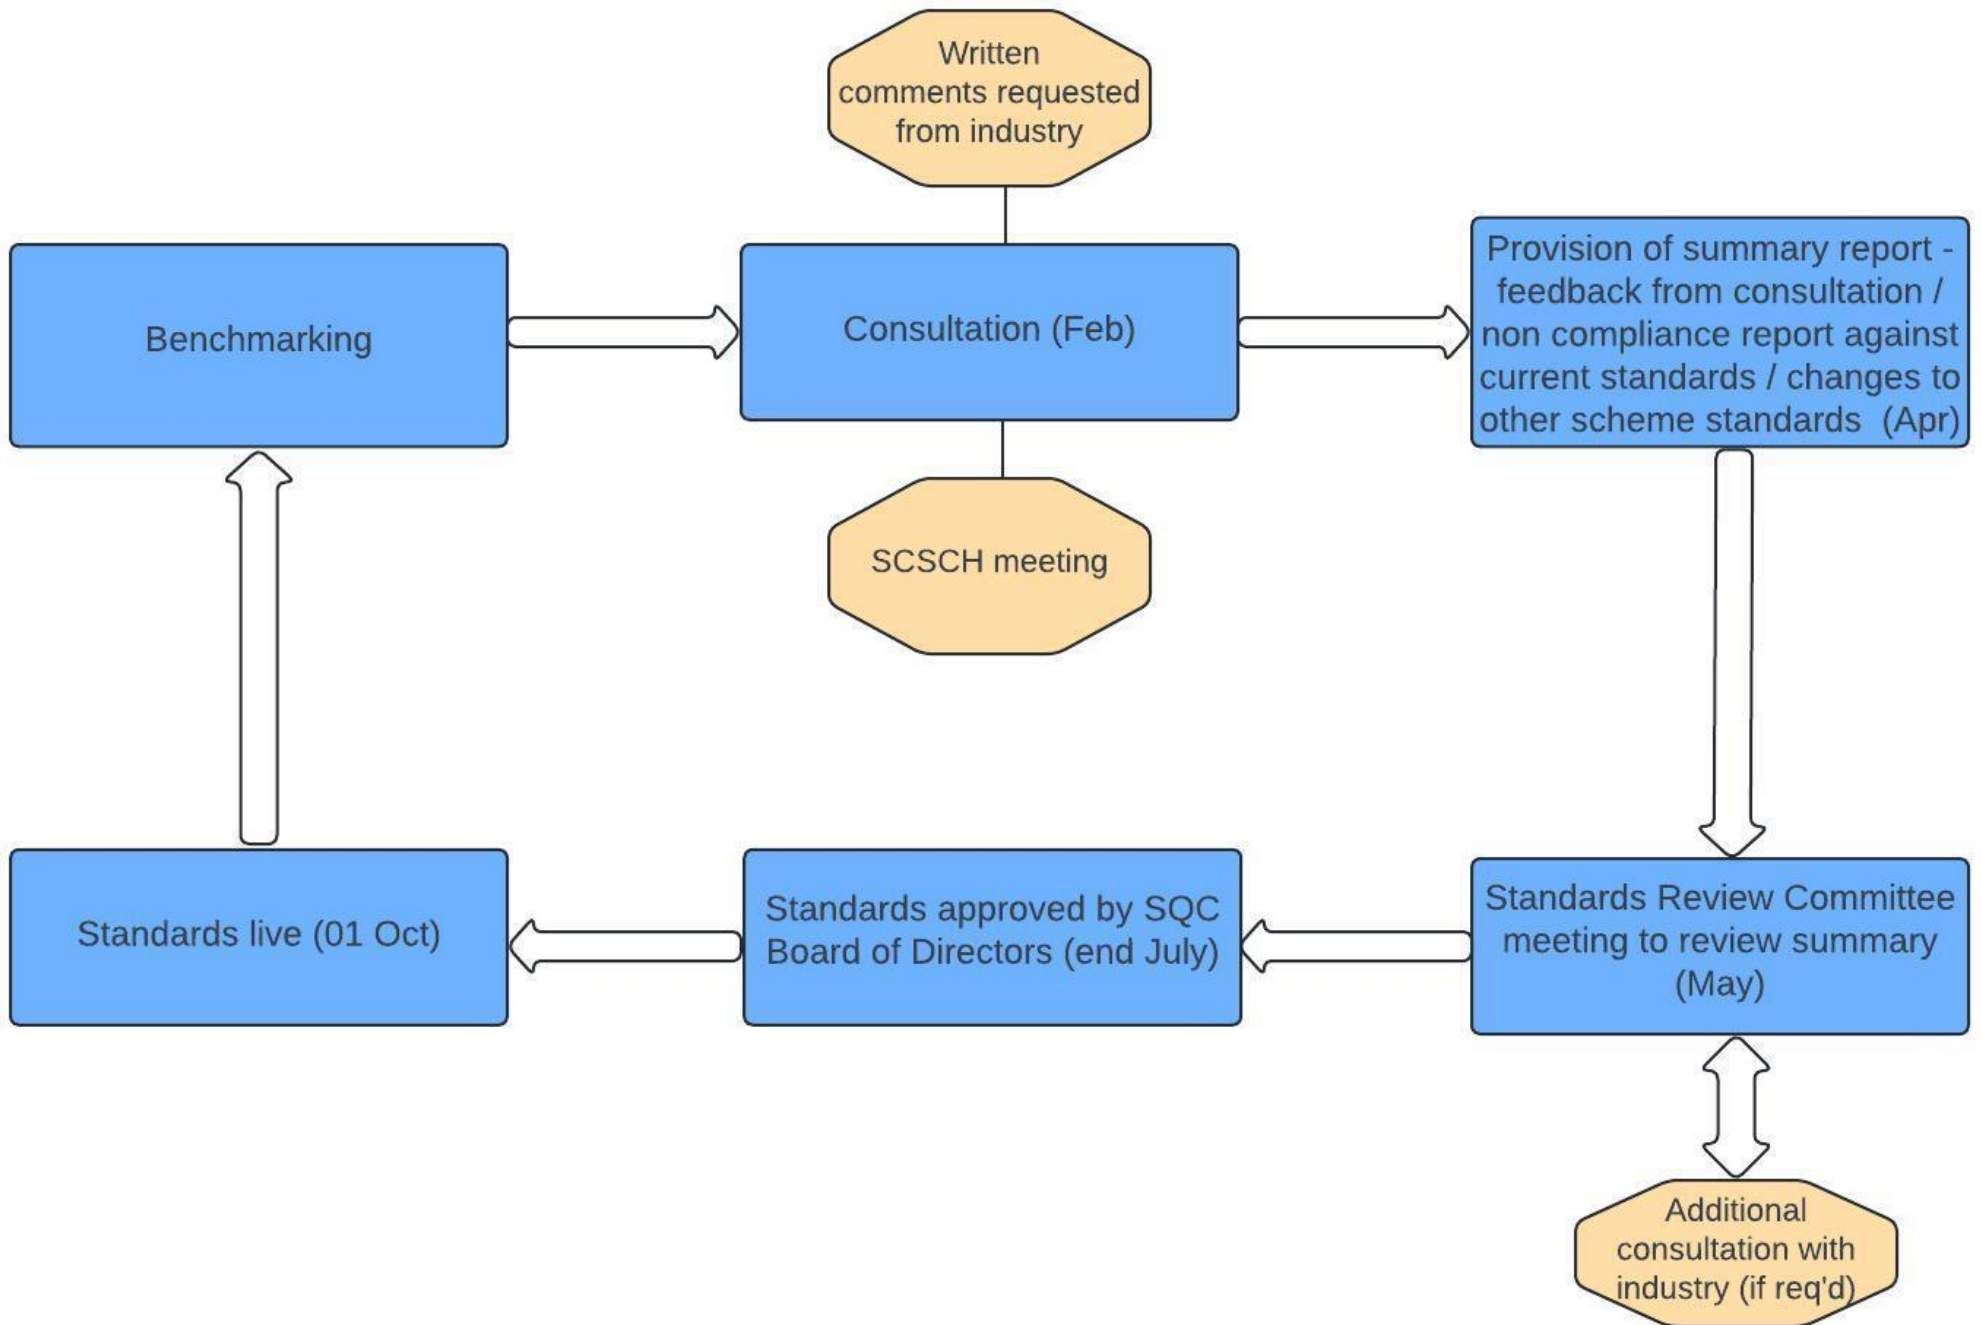 Written
comments requested
from industry
Benchmarking
Consultation (Feb)
Provision of summary report -
feedback from consultation /
non compliance report against
current standards / changes to
other scheme standards  (Apr)
SCSCH meeting
Standards live (01 Oct)
Standards approved by SQC
Board of Directors (end July)
Standards Review Committee
meeting to review summary
(May)
Additional
consultation with
industry (if req'd)